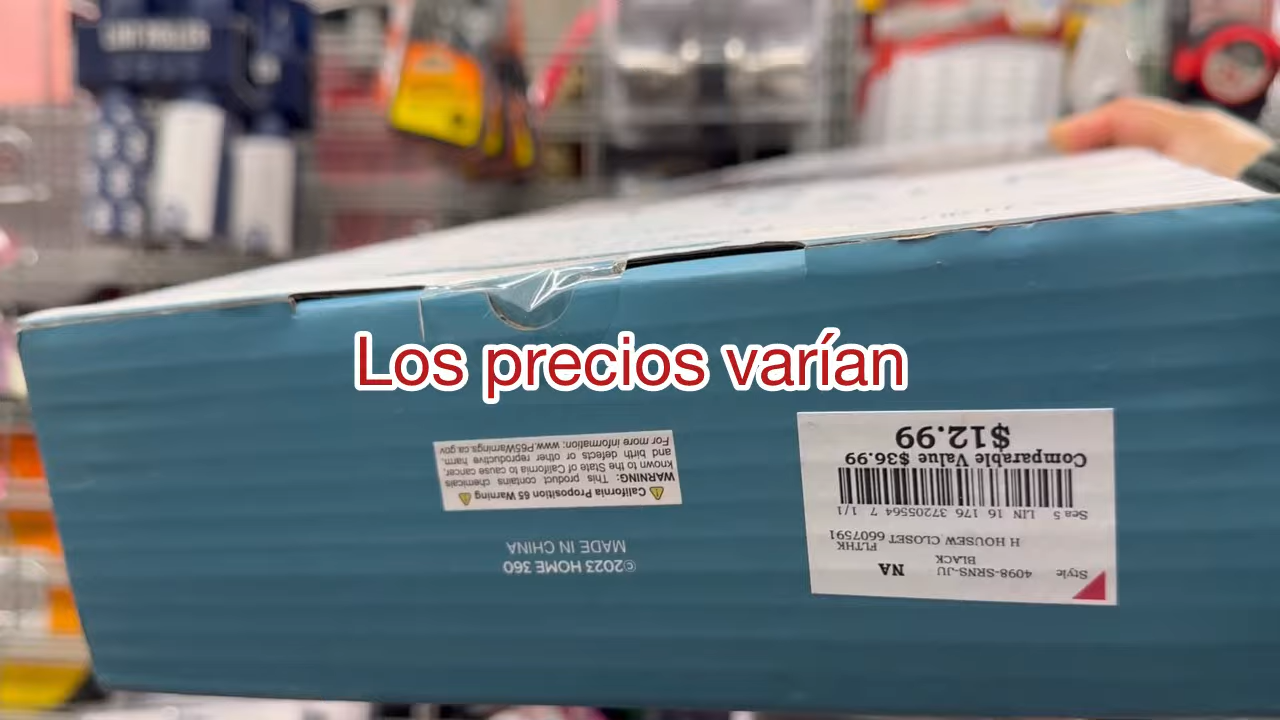 Los precios varían
⚠ California Proposition 65 Warning ⚠
WARNING: This product contains chemicals
known to the State of California to cause cancer,
and birth defects or other reproductive harm.
For more information: www.P65Warnings.ca.gov
©2023 HOME 360
MADE IN CHINA
Style 4098-SRNS-JU NA
BLACK
H HOUSEW CLOSET 6607591
FLTHK
Sea 5 LIN 16 176 37205564 7 1/1
Comparable Value $36.99
$12.99